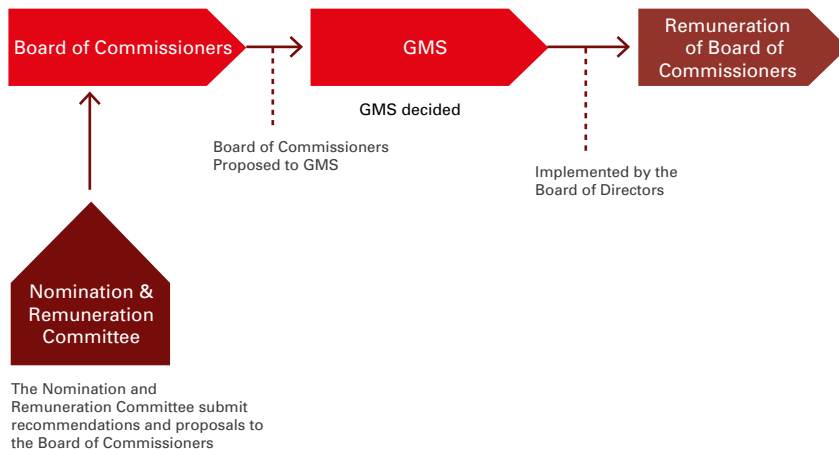 Board of Commissioners
GMS
Remuneration
of Board of
Commissioners
GMS decided
Board of Commissioners
Proposed to GMS
Implemented by the
Board of Directors
Nomination &
Remuneration
Committee
The Nomination and
Remuneration Committee submit
recommendations and proposals to
the Board of Commissioners